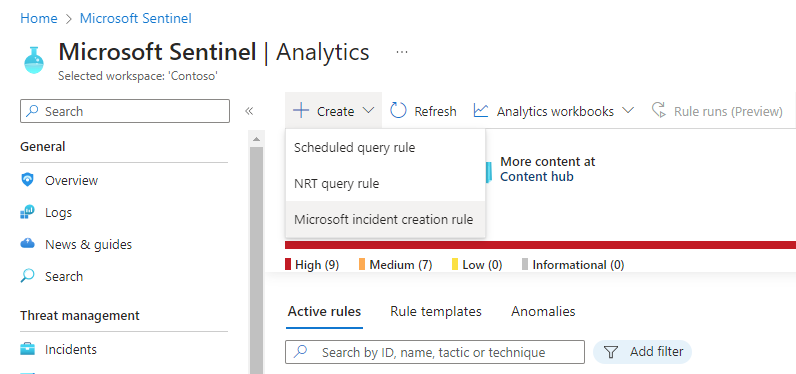 Home > Microsoft Sentinel
Microsoft Sentinel | Analytics ...
Selected workspace: 'Contoso'
Search «
Create Refresh Analytics workbooks Rule runs (Preview)
General
Overview
Logs
News & guides
Search
Threat management
Incidents
Scheduled query rule
NRT query rule
Microsoft incident creation rule
More content at
Content hub
High (9) Medium (7) Low (0) Informational (0)
Active rules Rule templates Anomalies
Search by ID, name, tactic or technique Add filter